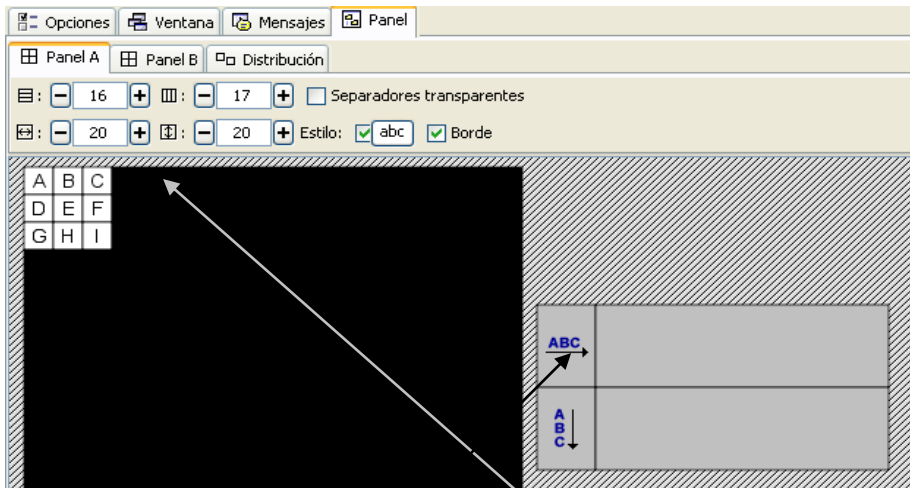 Opciones Ventana Mensajes Panel
Panel A Panel B Distribución
: 16 : 17 Separadores transparentes
: 20 : 20 Estilo: abc Borde
A B C
D E F
G H I
ABC
A
B
C